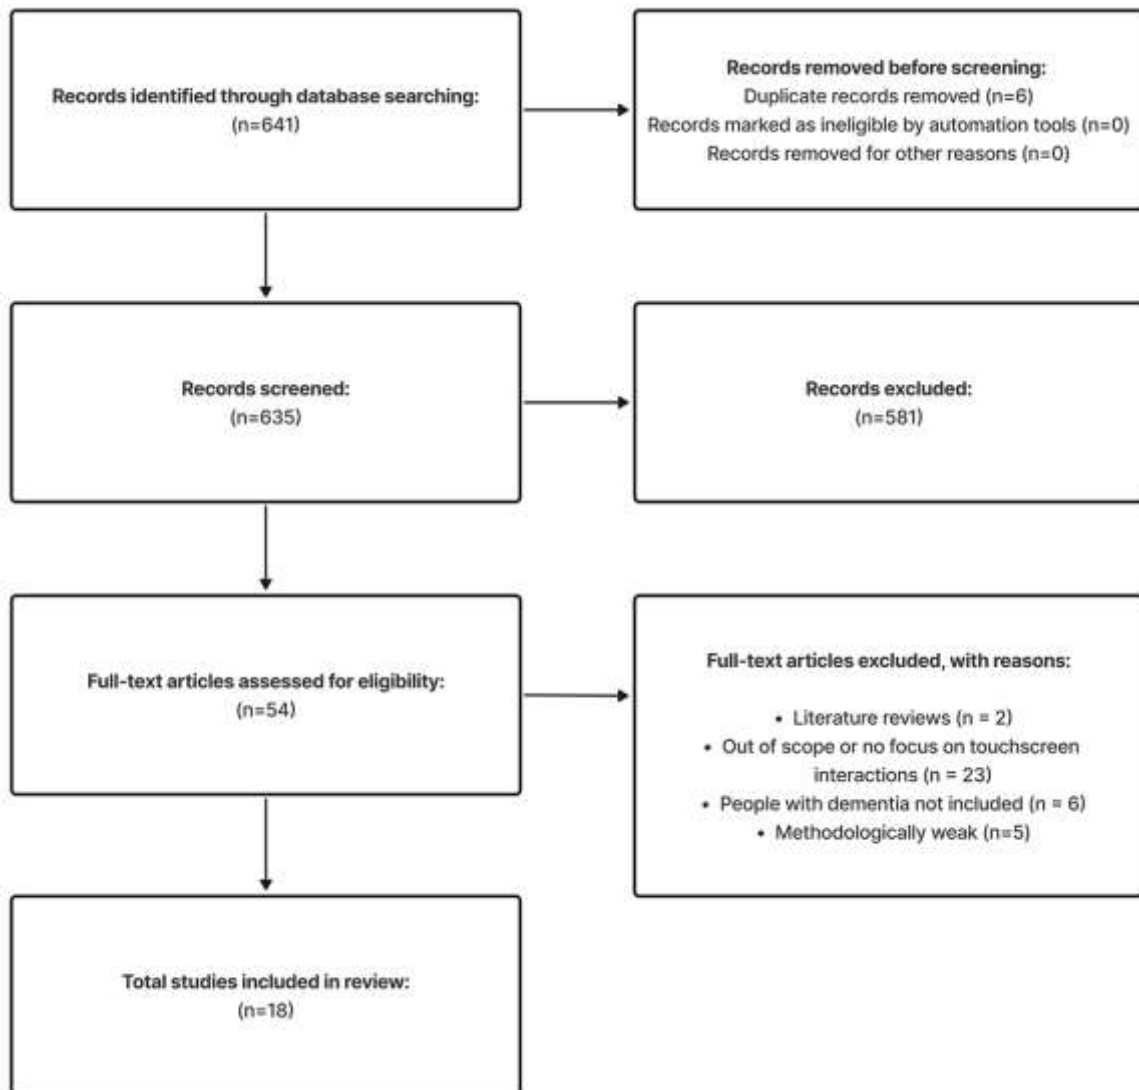 Records identified through database searching:
(n=641)
Records removed before screening:
Duplicate records removed (n=6)
Records marked as ineligible by automation tools (n=0)
Records removed for other reasons (n=0)
Records screened:
(n=635)
Records excluded:
(n=581)
Full-text articles assessed for eligibility:
(n=54)
Full-text articles excluded, with reasons:
• Literature reviews (n = 2)
• Out of scope or no focus on touchscreen
interactions (n = 23)
• People with dementia not included (n = 6)
• Methodologically weak (n=5)
Total studies included in review:
(n=18)